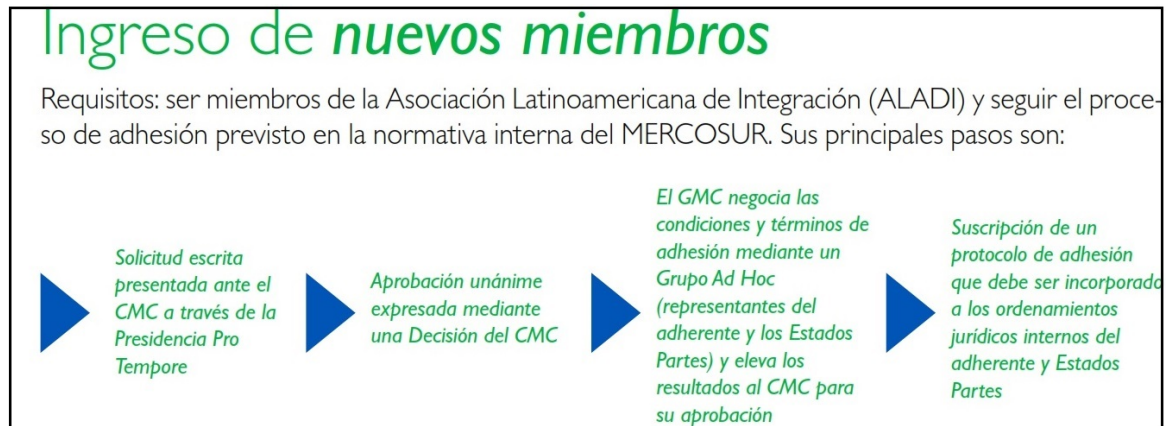 Ingreso de nuevos miembros
Requisitos: ser miembros de la Asociación Latinoamericana de Integración (ALADI) y seguir el proce-
so de adhesión previsto en la normativa interna del MERCOSUR. Sus principales pasos son:
Solicitud escrita
presentada ante el
CMC a través de la
Presidencia Pro
Tempore
Aprobación unánime
expresada mediante
una Decisión del CMC
El GMC negocia las
condiciones y términos de
adhesión mediante un
Grupo Ad Hoc
(representantes del
adherente y los Estados
Partes) y eleva los
resultados al CMC para
su aprobación
Suscripción de un
protocolo de adhesión
que debe ser incorporado
a los ordenamientos
jurídicos internos del
adherente y Estados
Partes